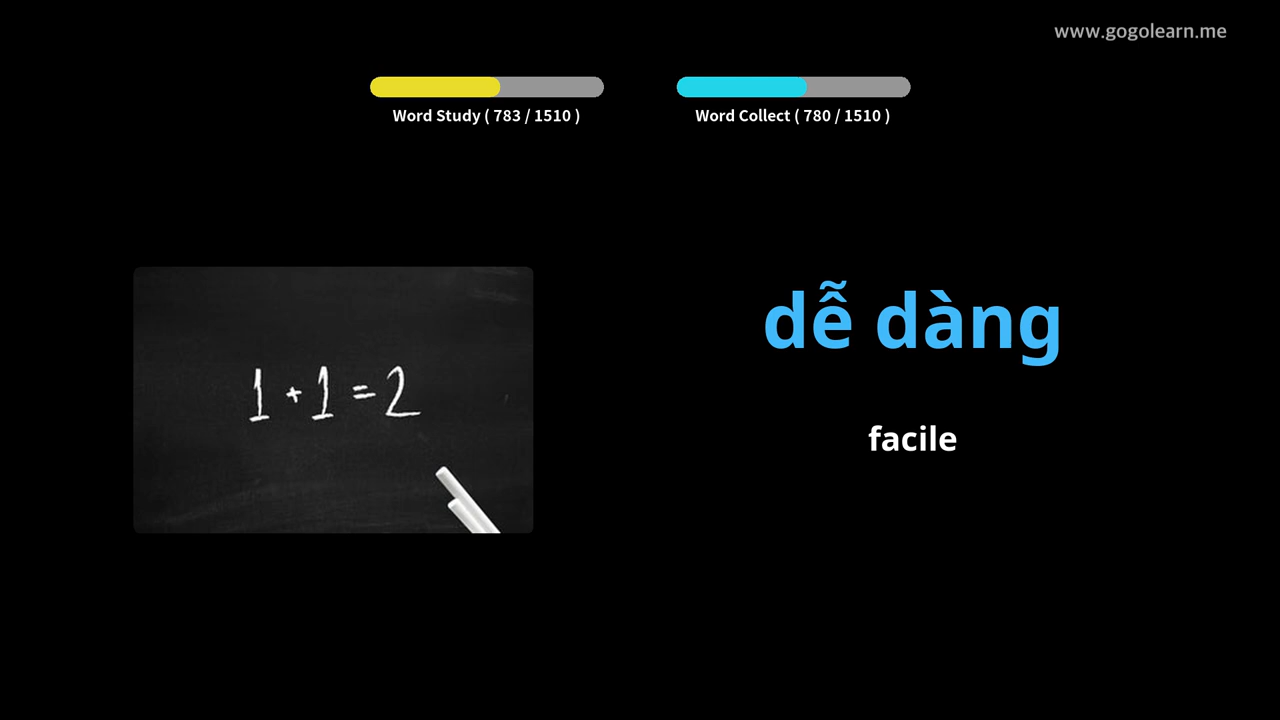 www.gogolearn.me
Word Study ( 783 / 1510 )
Word Collect ( 780 / 1510 )
1 + 1 = 2
dễ dàng
facile